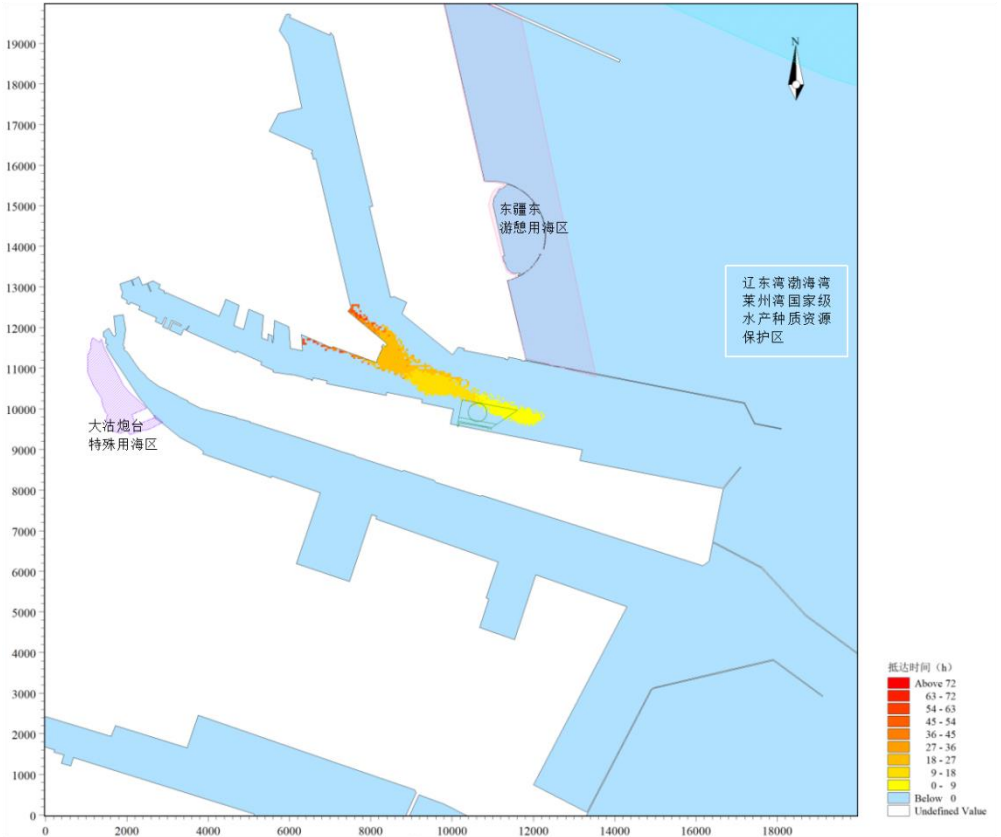 19000
18000
17000
16000
15000
14000
13000
12000
11000
10000
9000
8000
7000
6000
5000
4000
3000
2000
1000
0
0
2000
4000
6000
8000
10000
12000
14000
16000
18000
N
东疆东
游憩用海区
辽东湾渤海湾
莱州湾国家级
水产种质资源
保护区
大沽炮台
特殊用海区
抵达时间（h）
Above 72
63 - 72
54 - 63
45 - 54
36 - 45
27 - 36
18 - 27
9 - 18
0 - 9
Below 0
Undefined Value